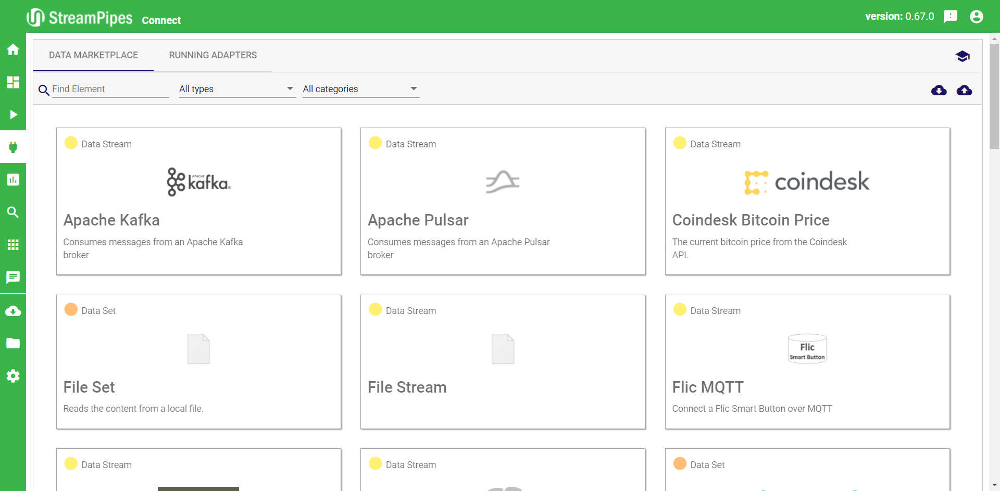 StreamPipes Connect
version: 0.67.0
DATA MARKETPLACE RUNNING ADAPTERS
Find Element All types All categories
Data Stream
APACHE
kafka®
Apache Kafka
Consumes messages from an Apache Kafka
broker
Data Stream
Apache Pulsar
Consumes messages from an Apache Pulsar
broker
Data Stream
coindesk
Coindesk Bitcoin Price
The current bitcoin price from the Coindesk
API.
Data Set
File Set
Reads the content from a local file.
Data Stream
File Stream
Data Stream
Flic
Smart Button
Flic MQTT
Connect a Flic Smart Button over MQTT
Data Stream
Data Stream
Data Set